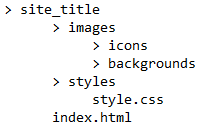 > site_title
> images
> icons
> backgrounds
> styles
style.css
index.html